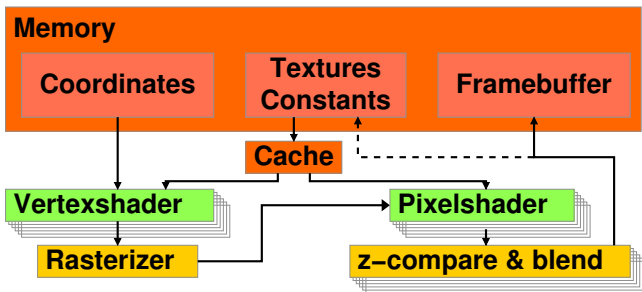 Memory
Coordinates
Textures
Constants
Framebuffer
Cache
Vertexshader
Pixelshader
Rasterizer
z−compare & blend